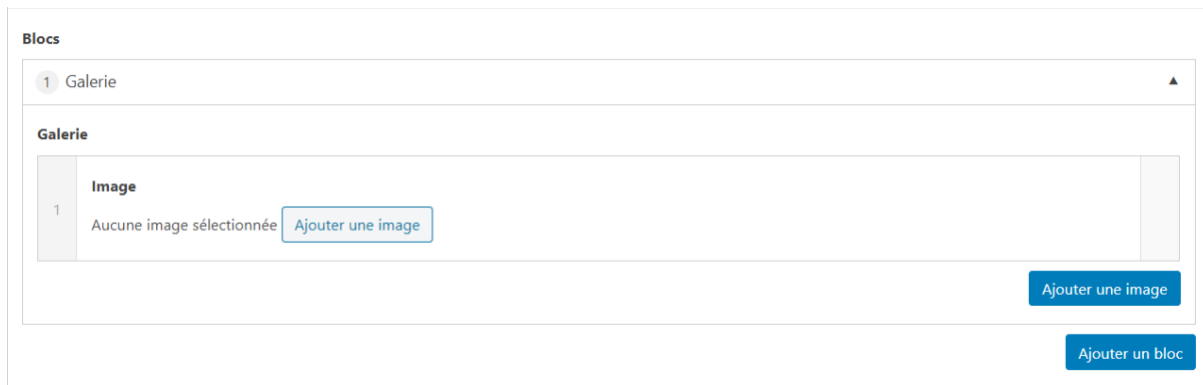 Blocs
1 Galerie
Galerie
Image
1
Aucune image sélectionnée Ajouter une image
Ajouter une image
Ajouter un bloc